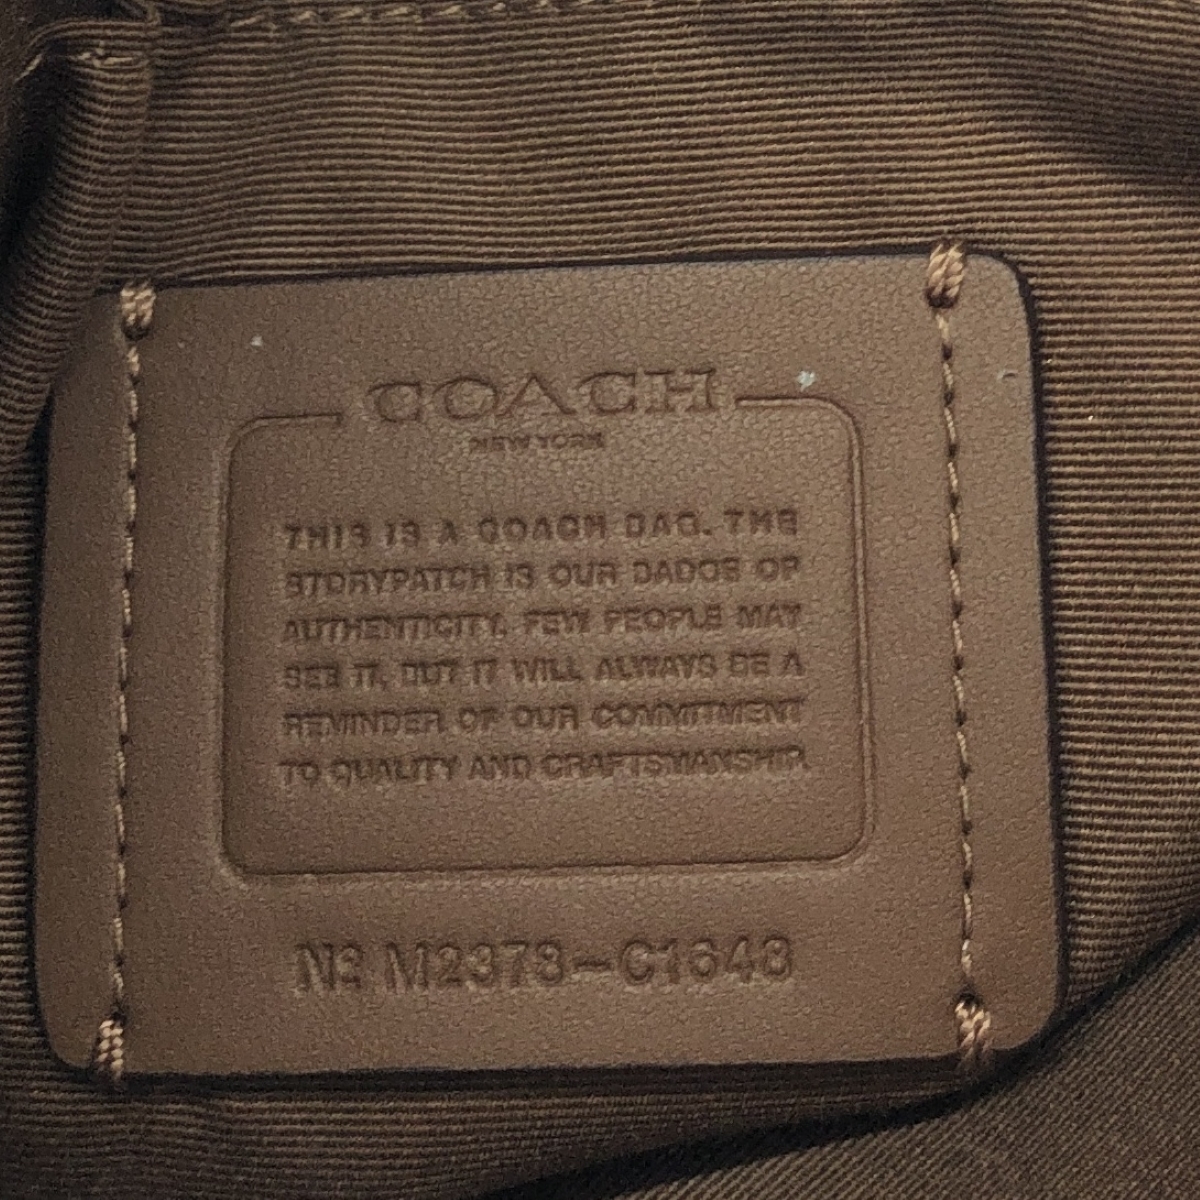 COACH
NEW YORK
THIS IS A COACH BAG. THE
STORYPATCH IS OUR BADGE OF
AUTHENTICITY. FEW PEOPLE MAY
SEE IT, BUT IT WILL ALWAYS BE A
REMINDER OF OUR COMMITMENT
TO QUALITY AND CRAFTSMANSHIP.
Nº M2378-C1648